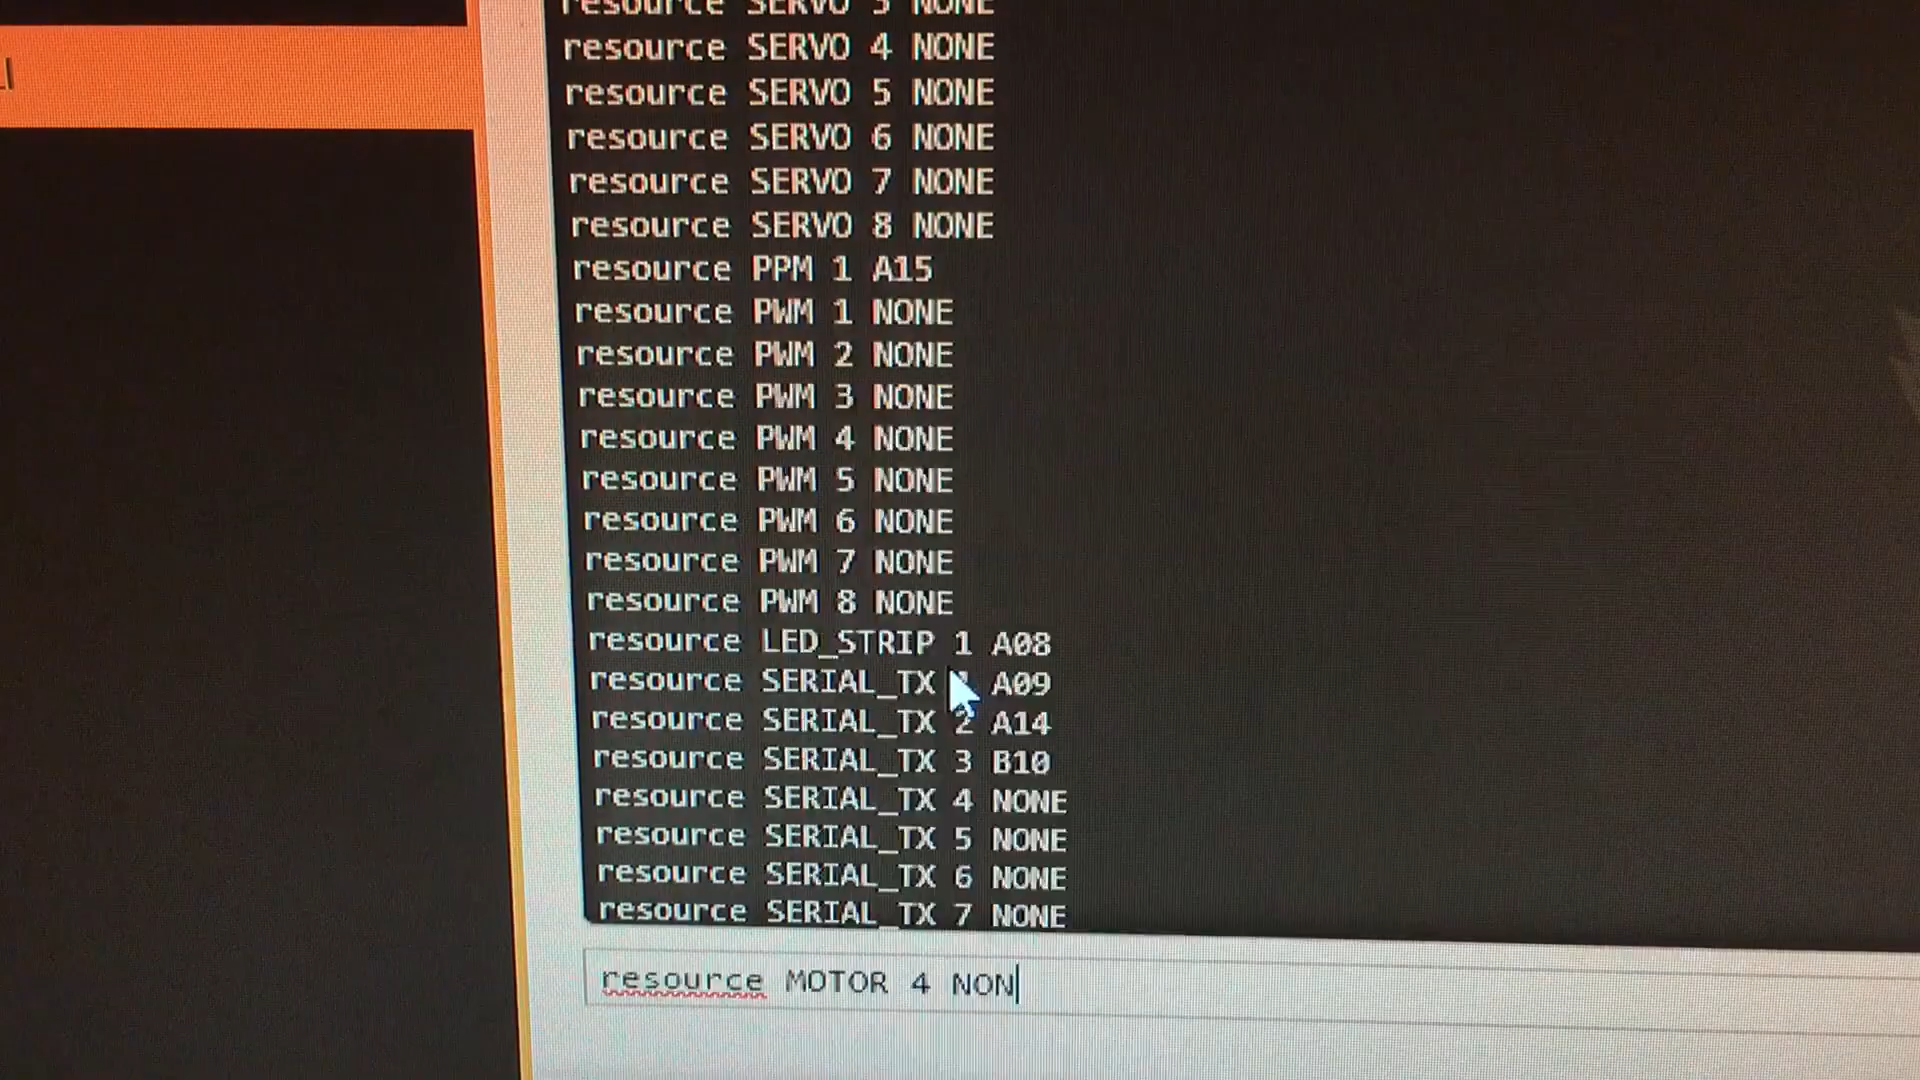 resource SERVO 3 NONE
resource SERVO 4 NONE
resource SERVO 5 NONE
resource SERVO 6 NONE
resource SERVO 7 NONE
resource SERVO 8 NONE
resource PPM 1 A15
resource PWM 1 NONE
resource PWM 2 NONE
resource PWM 3 NONE
resource PWM 4 NONE
resource PWM 5 NONE
resource PWM 6 NONE
resource PWM 7 NONE
resource PWM 8 NONE
resource LED_STRIP 1 A08
resource SERIAL_TX A09
resource SERIAL_TX 2 A14
resource SERIAL_TX 3 B10
resource SERIAL_TX 4 NONE
resource SERIAL_TX 5 NONE
resource SERIAL_TX 6 NONE
resource SERIAL_TX 7 NONE
resource MOTOR 4 NON